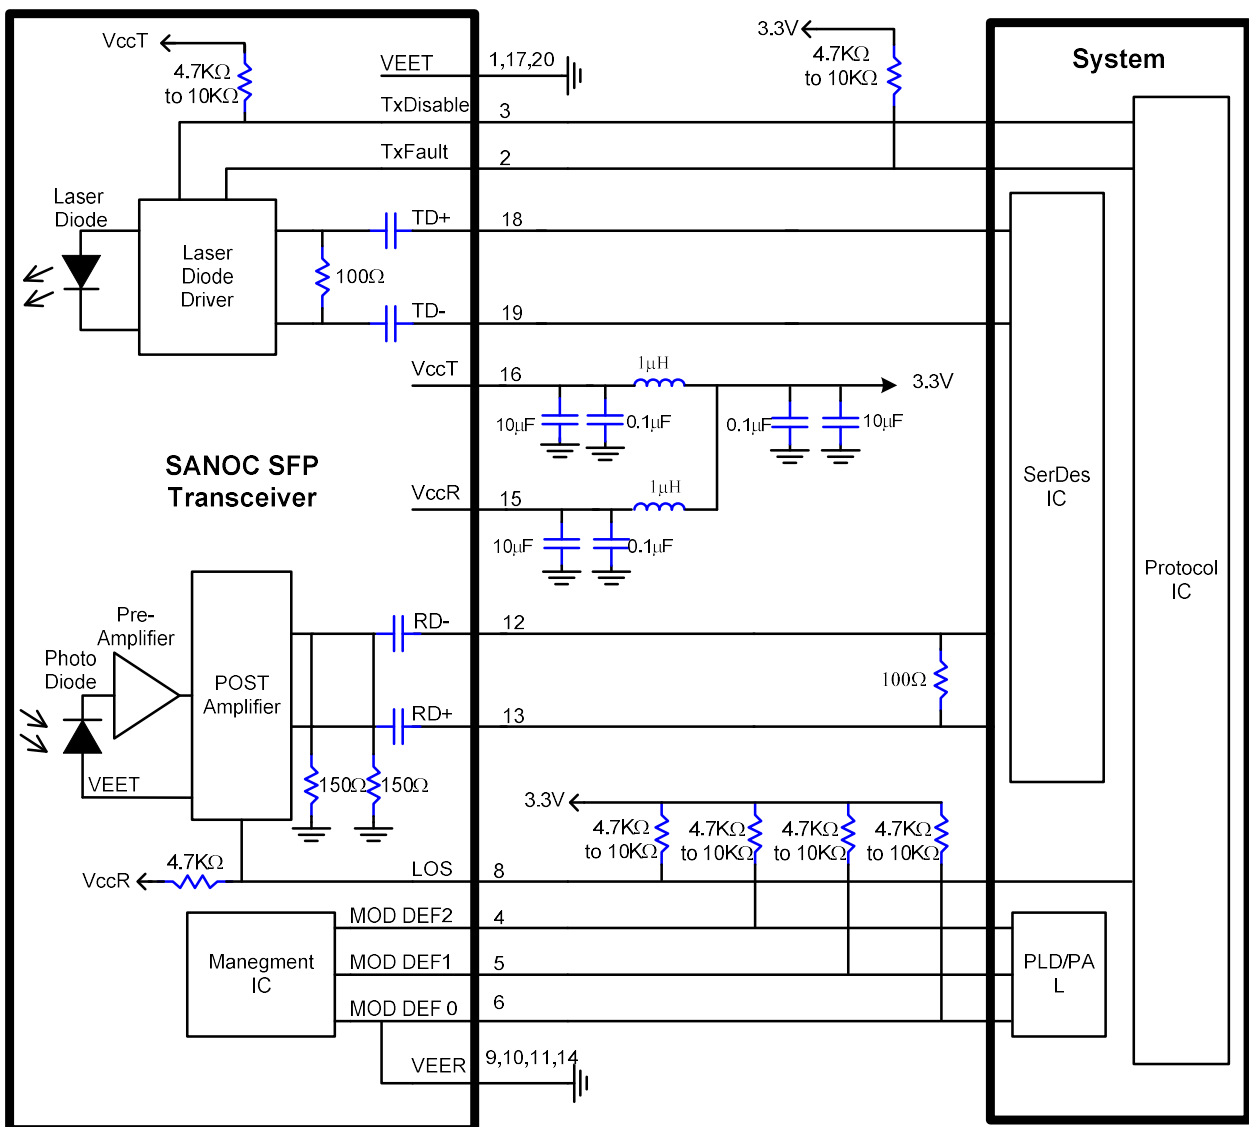 VccT
4.7KΩ
to 10KΩ
VEET
1,17,20
3.3V
4.7KΩ
to 10KΩ
System
TxDisable
3
TxFault
2
Laser
Diode
Laser
Diode
Driver
TD+
18
100Ω
TD-
19
VccT
16
1μH
3.3V
10μF
0.1μF
0.1μF
10μF
SANOC SFP
Transceiver
VccR
15
1μH
10μF
0.1μF
SerDes
IC
Protocol
IC
Pre-
Amplifier
Photo
Diode
POST
Amplifier
RD-
12
RD+
13
100Ω
VEET
150Ω
150Ω
3.3V
4.7KΩ
to 10KΩ
4.7KΩ
to 10KΩ
4.7KΩ
to 10KΩ
4.7KΩ
to 10KΩ
VccR
4.7KΩ
LOS
8
Manegment
IC
MOD DEF2
4
MOD DEF1
5
MOD DEF 0
6
PLD/PA
L
VEER
9,10,11,14